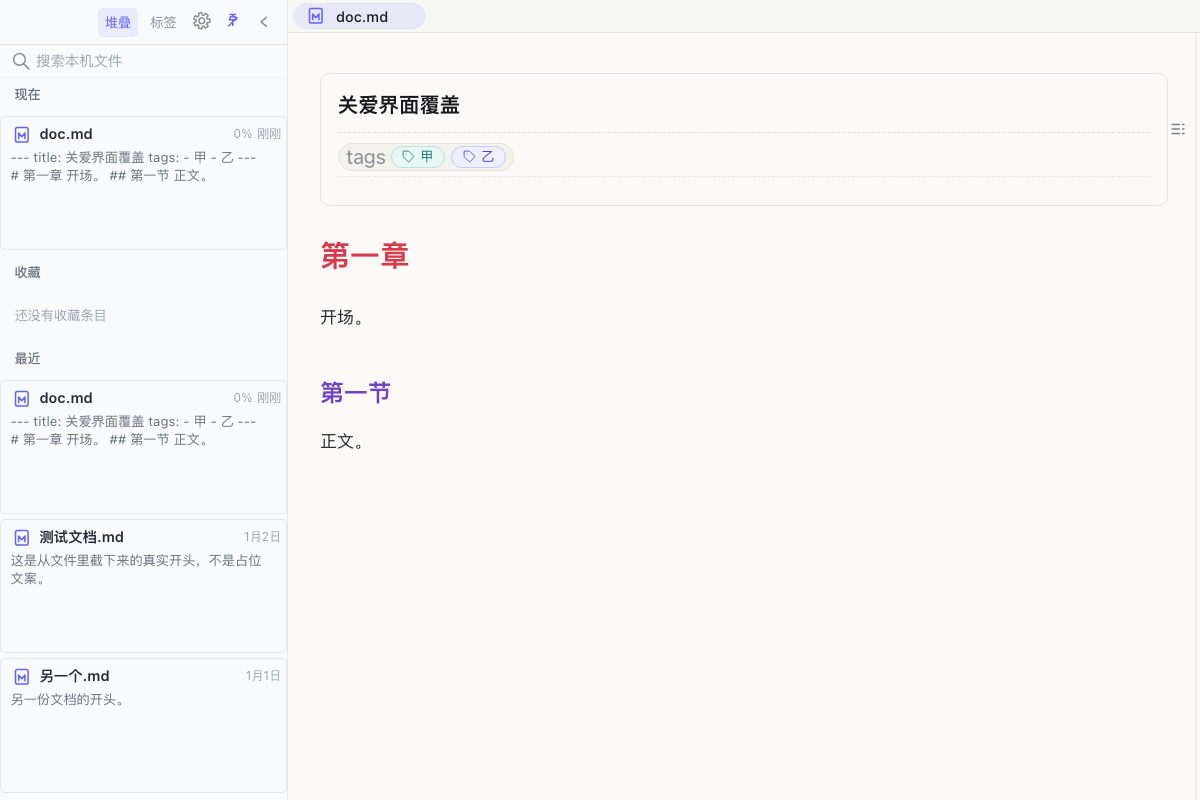 堆叠 标签
搜索本机文件
现在
doc.md 0% 刚刚
--- title: 关爱界面覆盖 tags: - 甲 - 乙 ---
# 第一章 开场。 ## 第一节 正文。
收藏
还没有收藏条目
最近
doc.md 0% 刚刚
--- title: 关爱界面覆盖 tags: - 甲 - 乙 ---
# 第一章 开场。 ## 第一节 正文。
测试文档.md 1月2日
这是从文件里截下来的真实开头，不是占位
文案。
另一个.md 1月1日
另一份文档的开头。
doc.md
关爱界面覆盖
tags 甲 乙
第一章
开场。
第一节
正文。